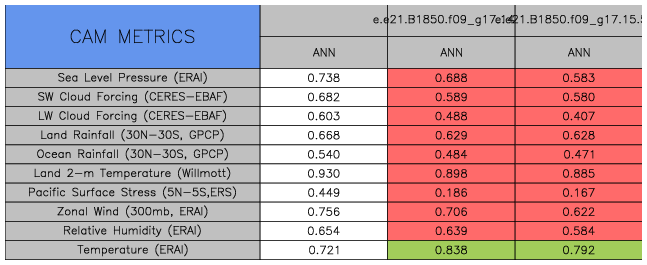 CAM METRICS
e.e21.B1850.f09_g17.
ANN ANN ANN
Sea Level Pressure (ERAI) 0.738 0.688 0.583
SW Cloud Forcing (CERES-EBAF) 0.682 0.589 0.580
LW Cloud Forcing (CERES-EBAF) 0.603 0.488 0.407
Land Rainfall (30N-30S, GPCP) 0.668 0.629 0.628
Ocean Rainfall (30N-30S, GPCP) 0.540 0.484 0.471
Land 2-m Temperature (Willmott) 0.930 0.898 0.885
Pacific Surface Stress (5N-5S,ERS) 0.449 0.186 0.167
Zonal Wind (300mb, ERAI) 0.756 0.706 0.622
Relative Humidity (ERAI) 0.654 0.639 0.584
Temperature (ERAI) 0.721 0.838 0.792